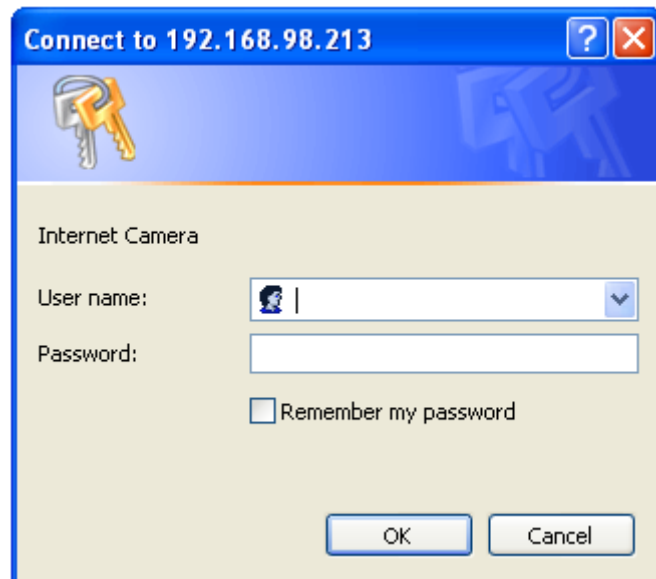 Connect to 192.168.98.213
Internet Camera
User name:
Password:
Remember my password
OK Cancel